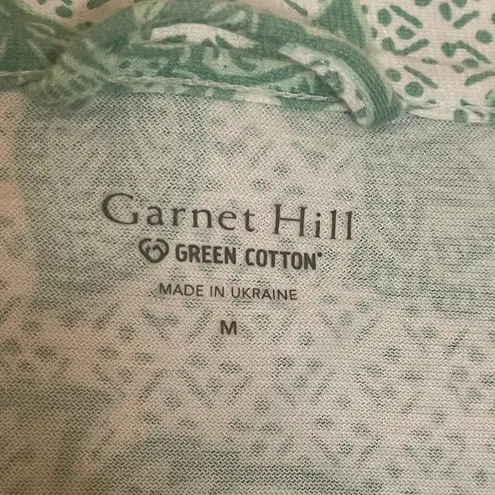 Garnet Hill
GREEN COTTON®
MADE IN UKRAINE
M